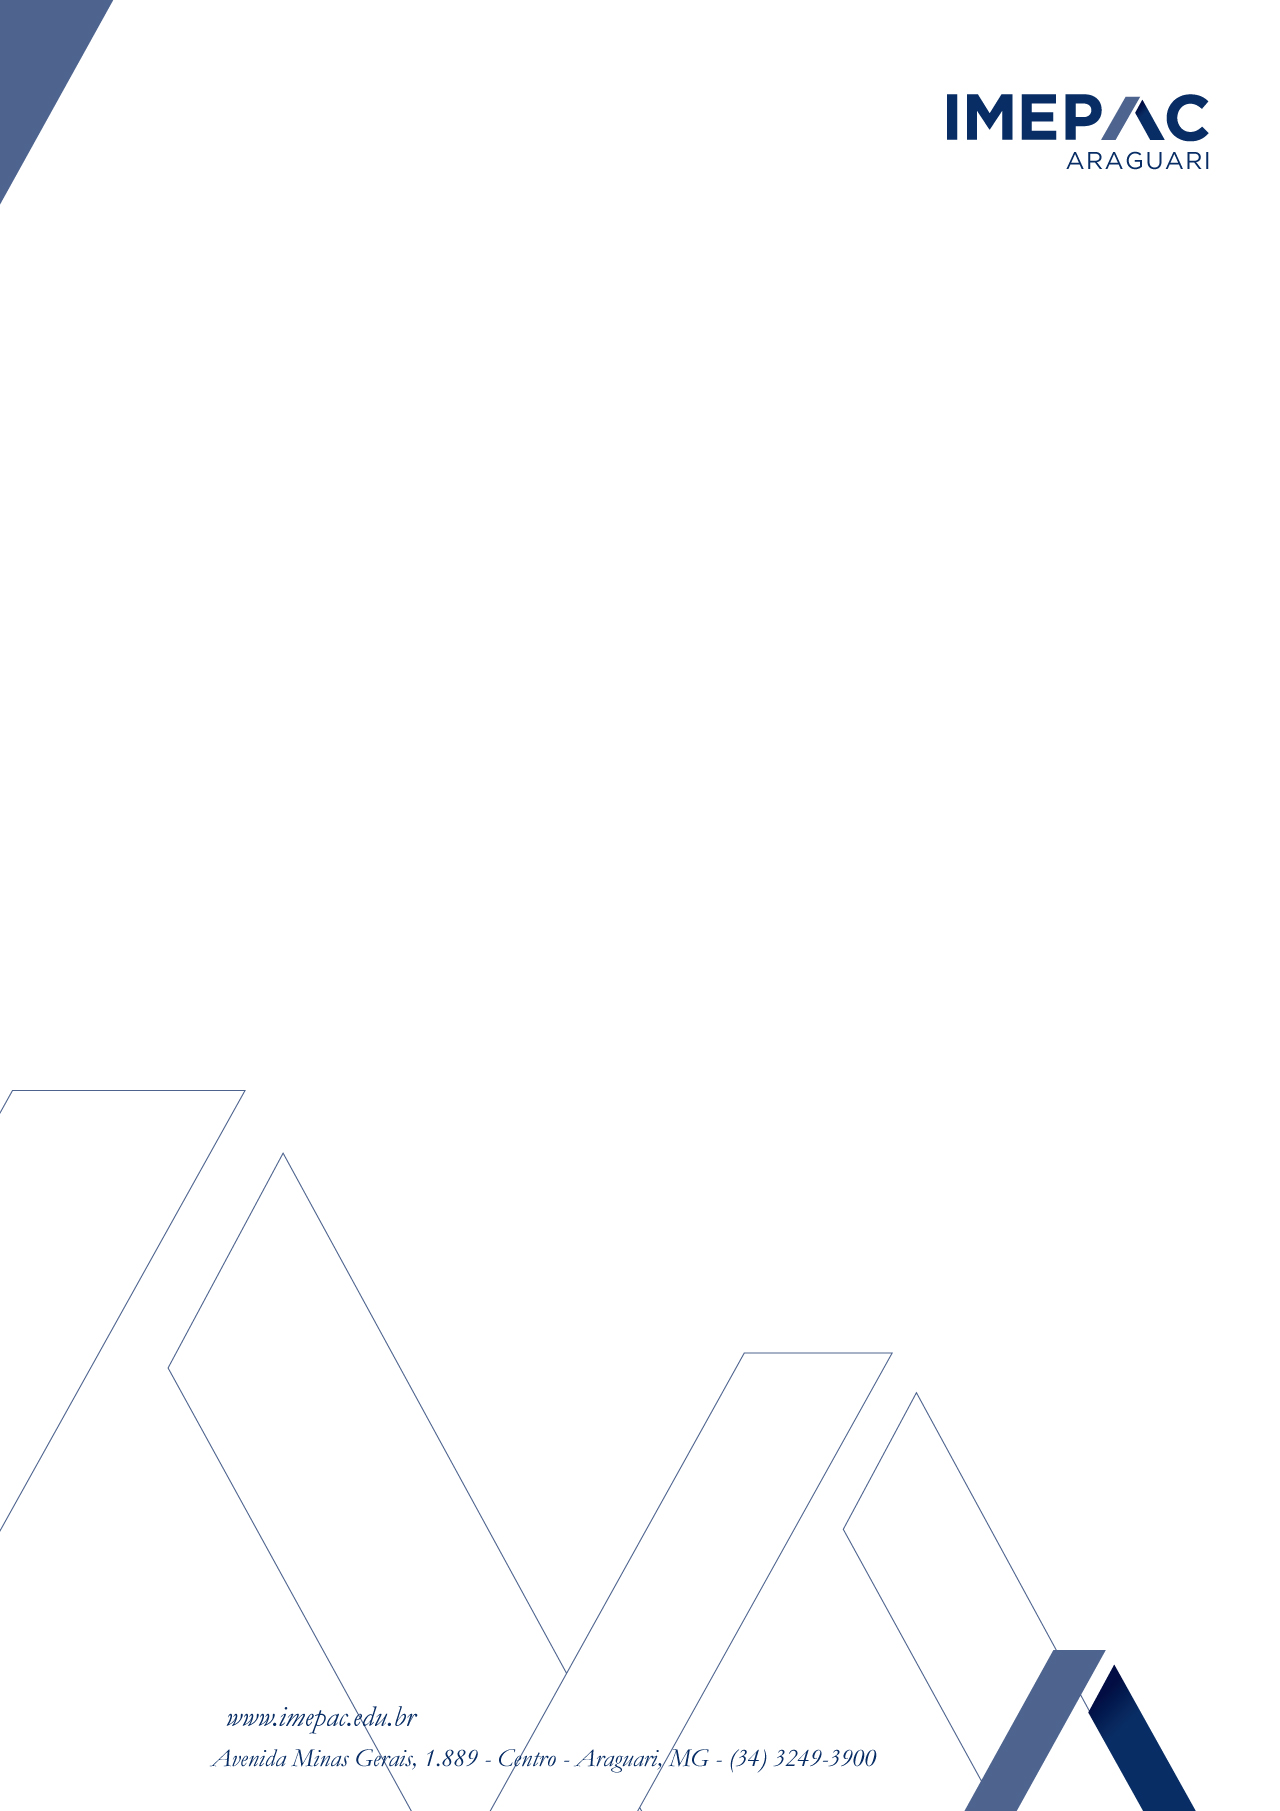 IMEPAC
ARAGUARI
www.imepac.edu.br
Avenida Minas Gerais, 1.889 - Centro - Araguari, MG - (34) 3249-3900